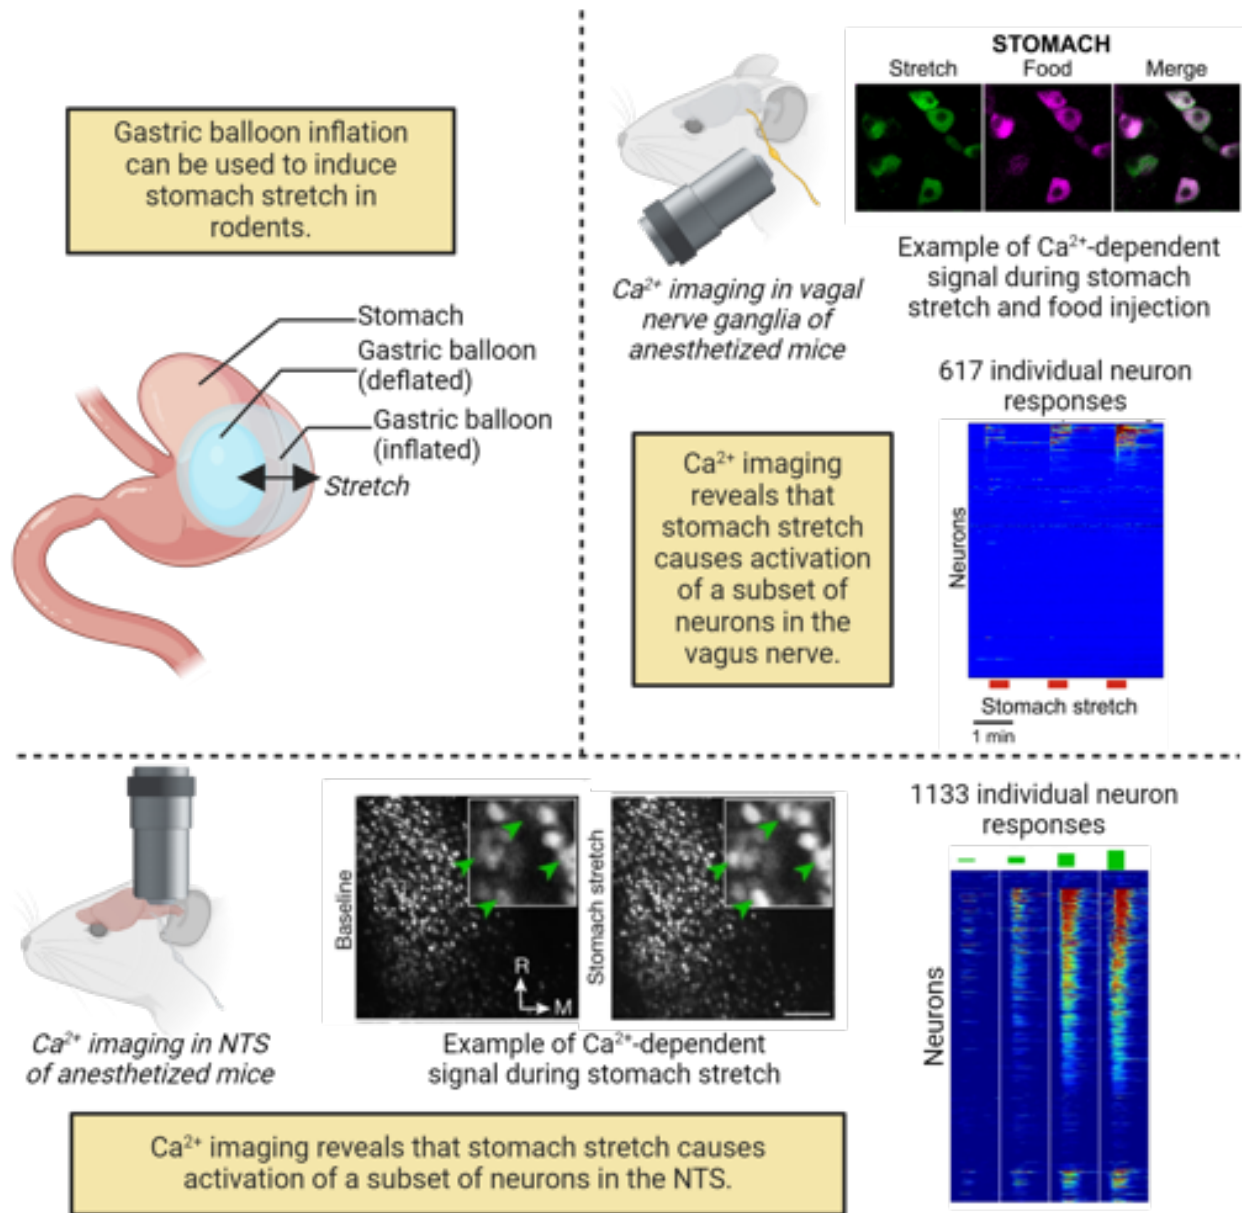 Gastric balloon inflation
can be used to induce
stomach stretch in
rodents.
Stomach
Gastric balloon
(deflated)
Gastric balloon
(inflated)
Stretch
STOMACH
Stretch
Food
Merge
Ca²⁺ imaging in vagal
nerve ganglia of
anesthetized mice
Example of Ca²⁺-dependent
signal during stomach
stretch and food injection
617 individual neuron
responses
Ca²⁺ imaging
reveals that
stomach stretch
causes activation
of a subset of
neurons in the
vagus nerve.
Neurons
Stomach stretch
1 min
Ca²⁺ imaging in NTS
of anesthetized mice
Baseline
R
M
Stomach stretch
Example of Ca²⁺-dependent
signal during stomach stretch
1133 individual neuron
responses
Neurons
Ca²⁺ imaging reveals that stomach stretch causes
activation of a subset of neurons in the NTS.